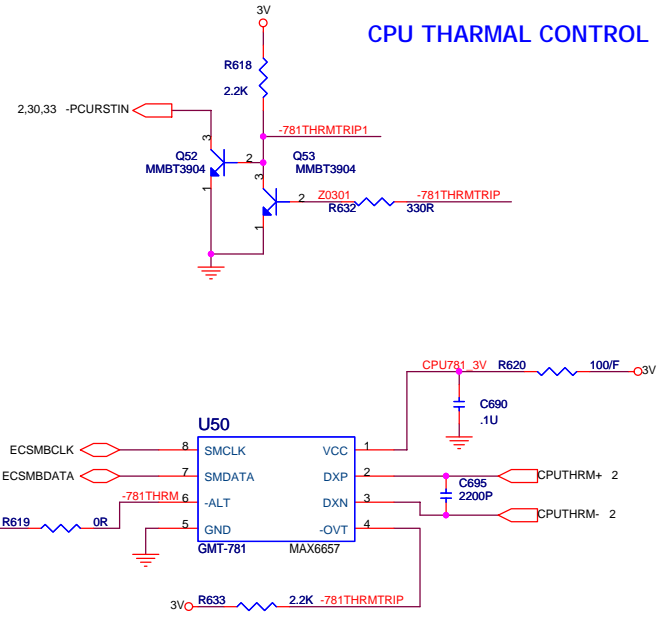 3V
CPU THARMAL CONTROL
R618
2.2K
2,30,33 -PCURSTIN
-781THRMTRIP1
3
Q52
MMBT3904
2
Q53
MMBT3904
3
1
2
Z0301
R632
330R
-781THRMTRIP
1
CPU781_3V
R620
100/F
3V
C690
.1U
U50
ECSMBCLK
8
SMCLK
VCC
1
ECSMBDATA
7
SMDATA
DXP
2
CPUTHRM+ 2
C695
2200P
-781THRM
6
-ALT
DXN
3
CPUTHRM- 2
R619
0R
5
GND
-OVT
4
GMT-781
MAX6657
3V
R633
2.2K
-781THRMTRIP